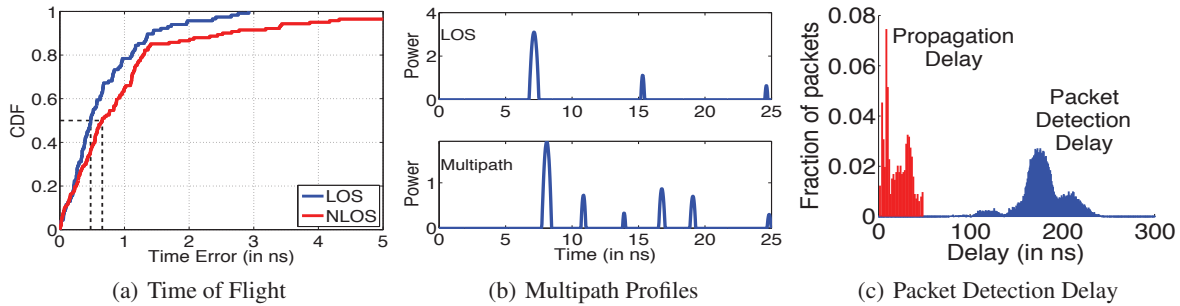 1
0.8
0.6
0.4
0.2
0
CDF
0 1 2 3 4 5
Time Error (in ns)
LOS
NLOS
(a) Time of Flight
4
2
0
Power
LOS
0 5 10 15 20 25
1
0
Power
Multipath
0 5 10 15 20 25
Time (in ns)
(b) Multipath Profiles
0.08
0.06
0.04
0.02
0
Fraction of packets
Propagation
Delay
Packet
Detection
Delay
0 100 200 300
Delay (in ns)
(c) Packet Detection Delay